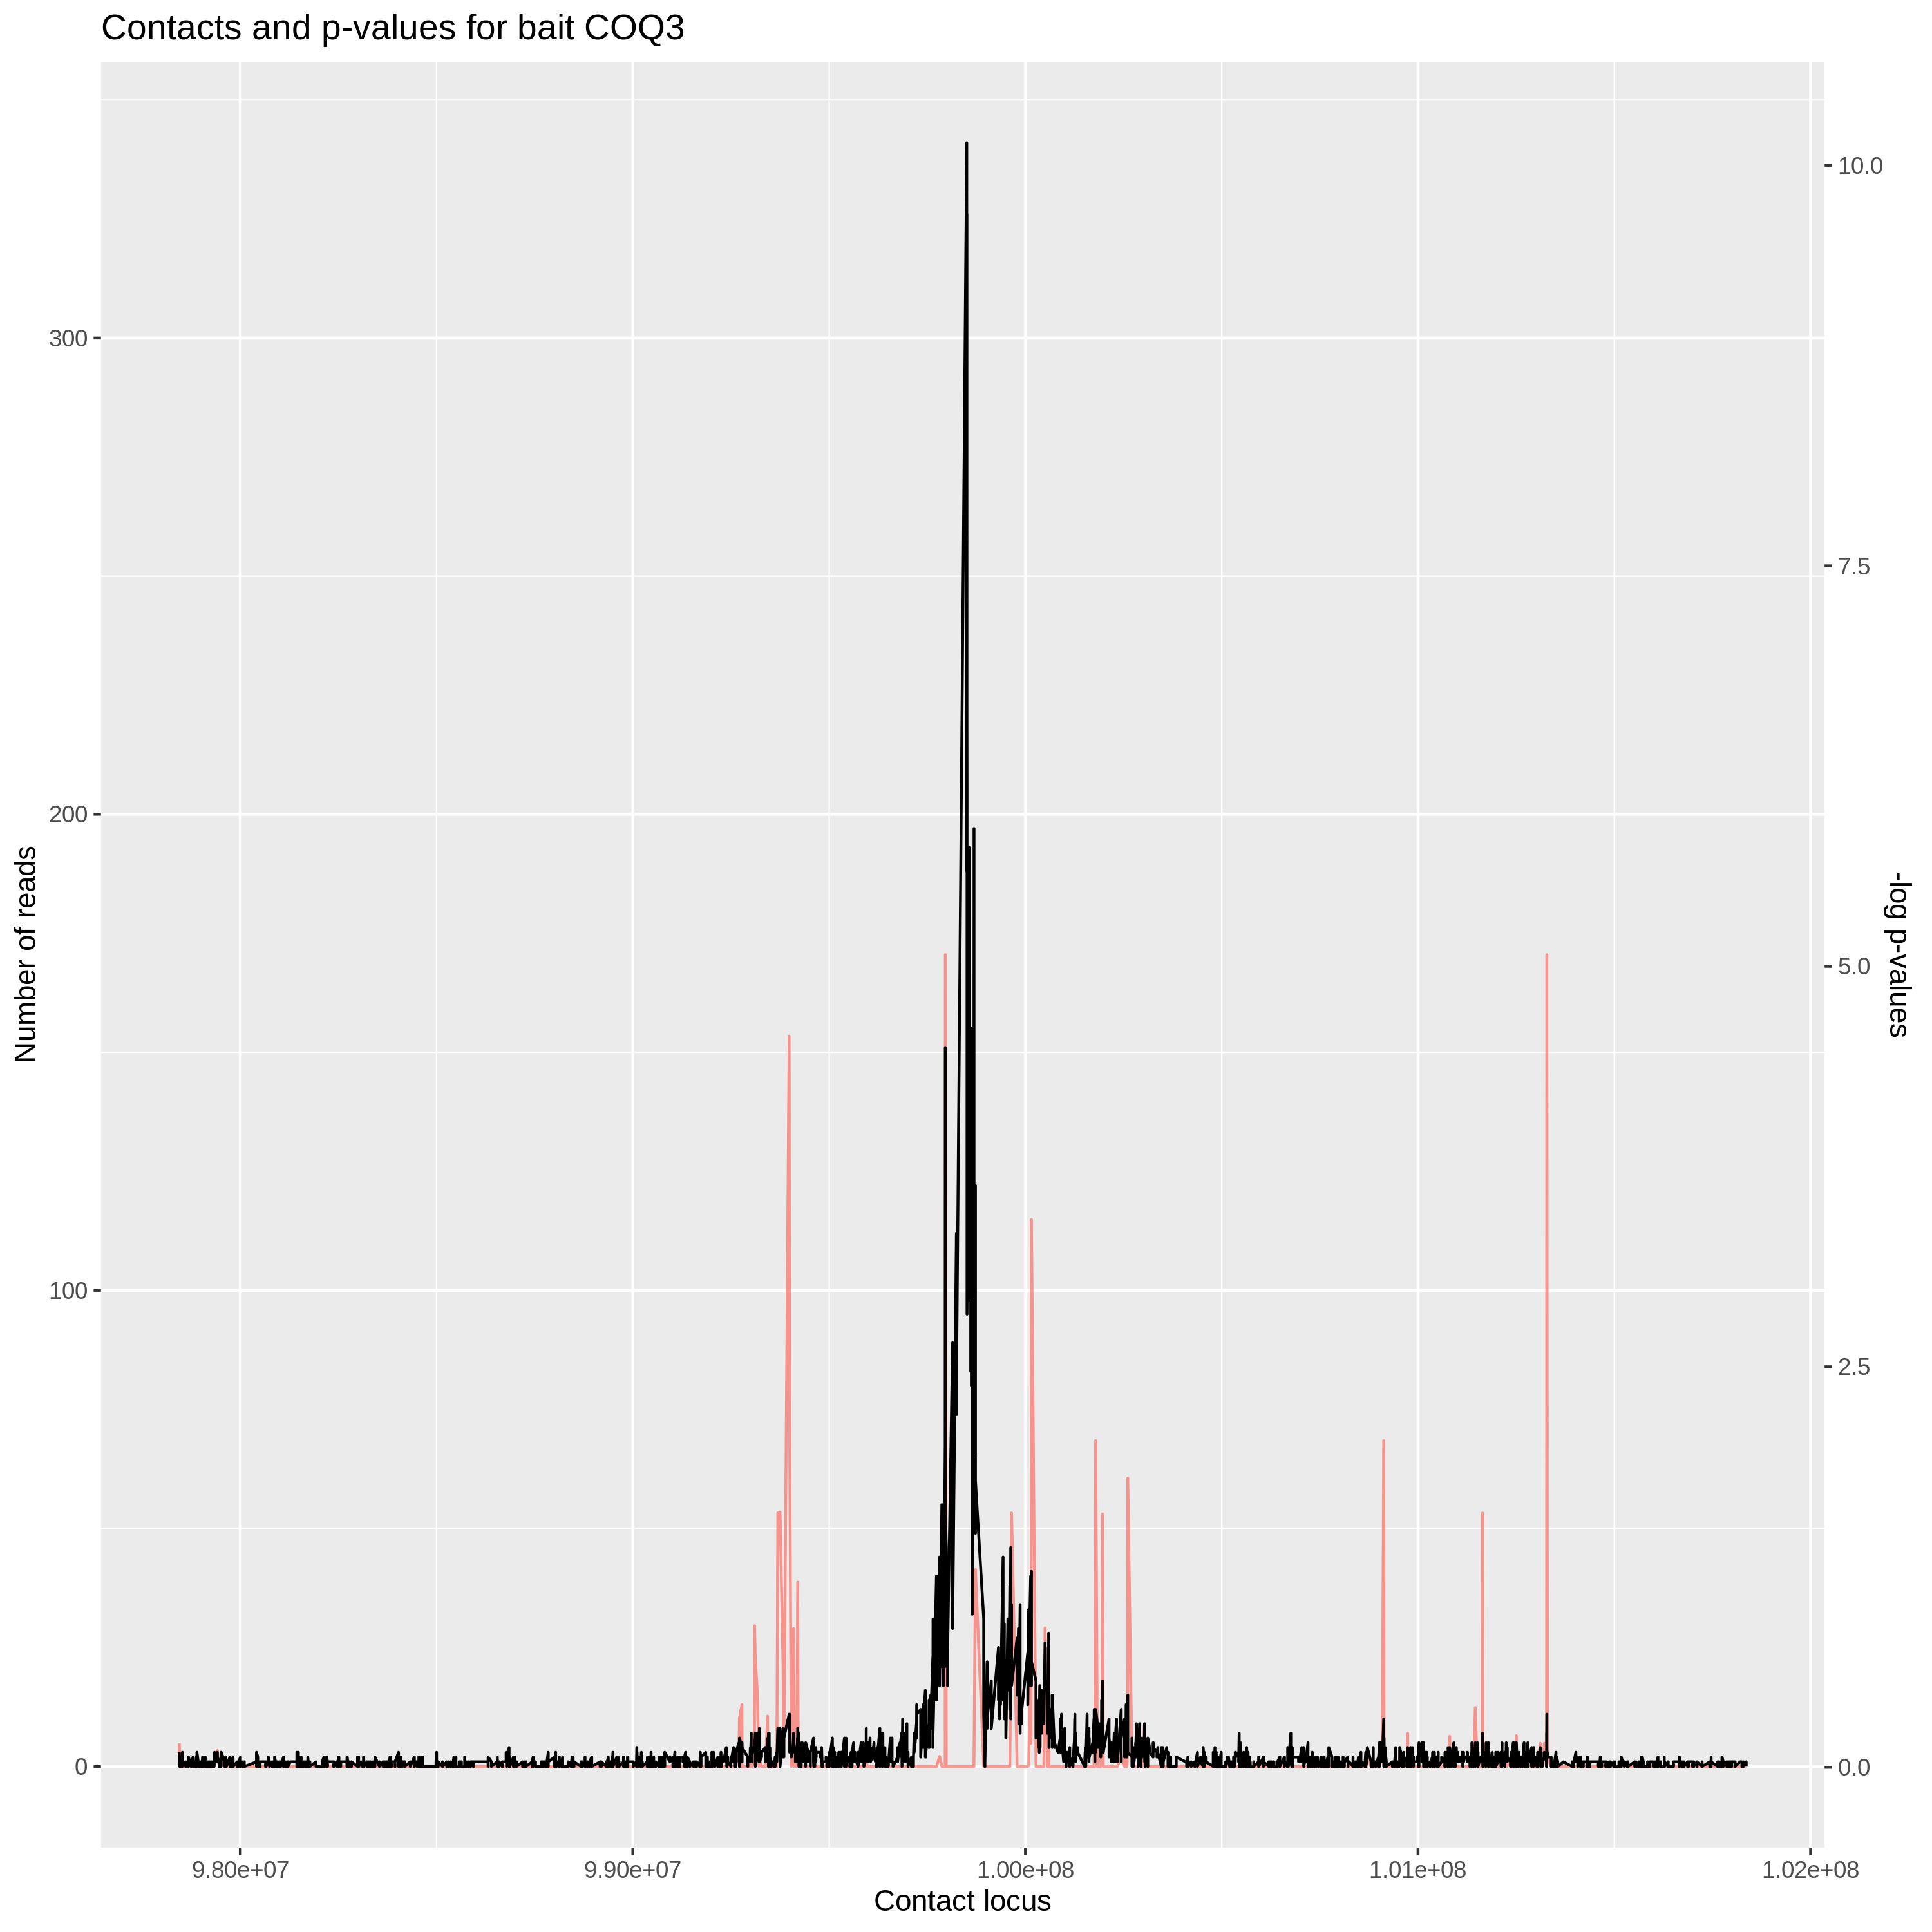 Contacts and p-values for bait COQ3
Number of reads
300
200
100
0
10.0
7.5
5.0
2.5
0.0
-log p-values
9.80e+07
9.90e+07
1.00e+08
1.01e+08
1.02e+08
Contact locus